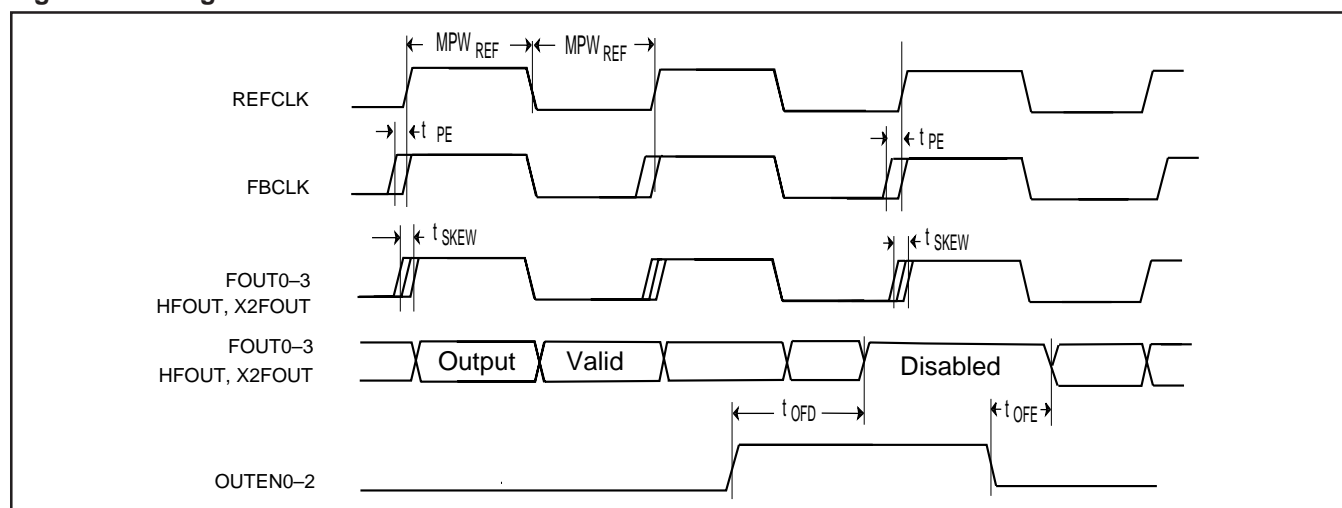 MPW REF MPW REF
REFCLK
t PE t PE
FBCLK
t SKEW t SKEW
FOUT0–3
HFOUT, X2FOUT
FOUT0–3
HFOUT, X2FOUT
Output Valid Disabled
t OFD t OFE
OUTEN0–2